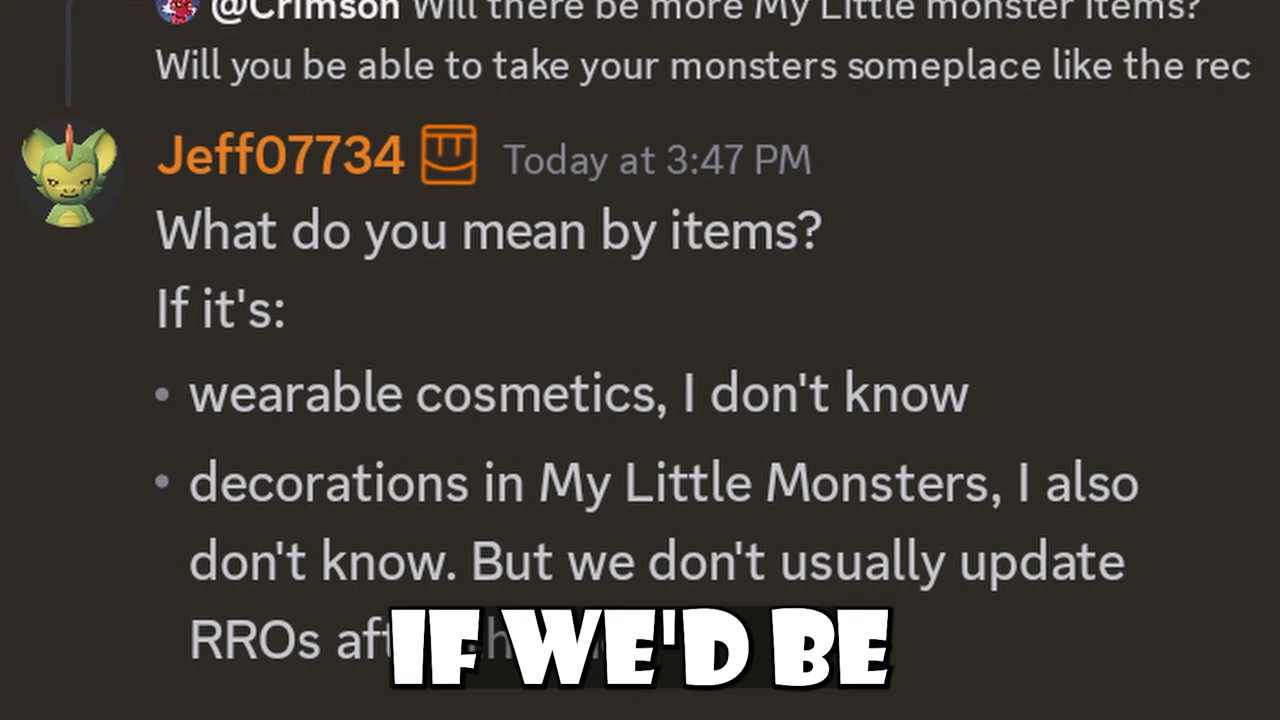 @Crimson Will there be more My Little monster items?
Will you be able to take your monsters someplace like the rec
Jeff07734 Today at 3:47 PM
What do you mean by items?
If it's:
• wearable cosmetics, I don't know
• decorations in My Little Monsters, I also
don't know. But we don't usually update
RROs
IF WE'D BE